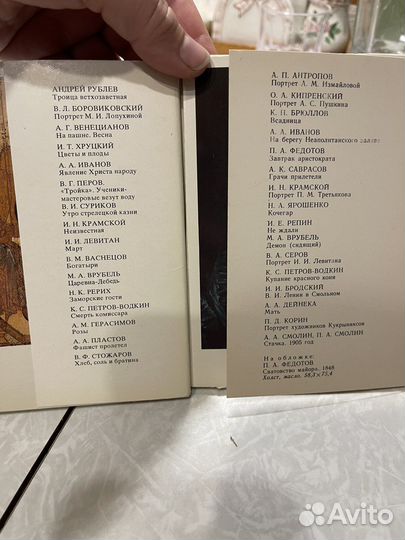 АНДРЕЙ РУБЛЕВ
Троица ветхозаветная
В. Л. БОРОВИКОВСКИЙ
Портрет М. И. Лопухиной
А. Г. ВЕНЕЦИАНОВ
На пашне. Весна
И. Т. ХРУЦКИЙ
Цветы и плоды
А. А. ИВАНОВ
Явление Христа народу
В. Г. ПЕРОВ.
«Тройка». Ученики-
мастеровые везут воду
В. И. СУРИКОВ
Утро стрелецкой казни
И. Н. КРАМСКОЙ
Неизвестная
И. И. ЛЕВИТАН
Март
В. М. ВАСНЕЦОВ
Богатыри
М. А. ВРУБЕЛЬ
Царевна-Лебедь
Н. К. РЕРИХ
Заморские гости
К. С. ПЕТРОВ-ВОДКИН
Смерть комиссара
А. М. ГЕРАСИМОВ
Розы
А. А. ПЛАСТОВ
Фашист пролетел
В. Ф. СТОЖАРОВ
Хлеб, соль и братина
А. П. АНТРОПОВ
Портрет А. М. Измайловой
О. А. КИПРЕНСКИЙ
Портрет А. С. Пушкина
К. П. БРЮЛЛОВ
Всадница
А. А. ИВАНОВ
На берегу Неаполитанского залива
П. А. ФЕДОТОВ
Завтрак аристократа
А. К. САВРАСОВ
Грачи прилетели
И. Н. КРАМСКОЙ
Портрет П. М. Третьякова
Н. А. ЯРОШЕНКО
Кочегар
И. Е. РЕПИН
Не ждали
М. А. ВРУБЕЛЬ
Демон (сидящий)
В. А. СЕРОВ
Портрет И. И. Левитана
К. С. ПЕТРОВ-ВОДКИН
Купание красного коня
И. И. БРОДСКИЙ
В. И. Ленин в Смольном
А. А. ДЕЙНЕКА
Мать
П. Д. КОРИН
Портрет художников Кукрыниксов
А. А. СМОЛИН, П. А. СМОЛИН
Стачка. 1905 год
На обложке:
П. А. ФЕДОТОВ
Сватовство майора. 1848
Холст, масло. 58,3×75,4
Avito